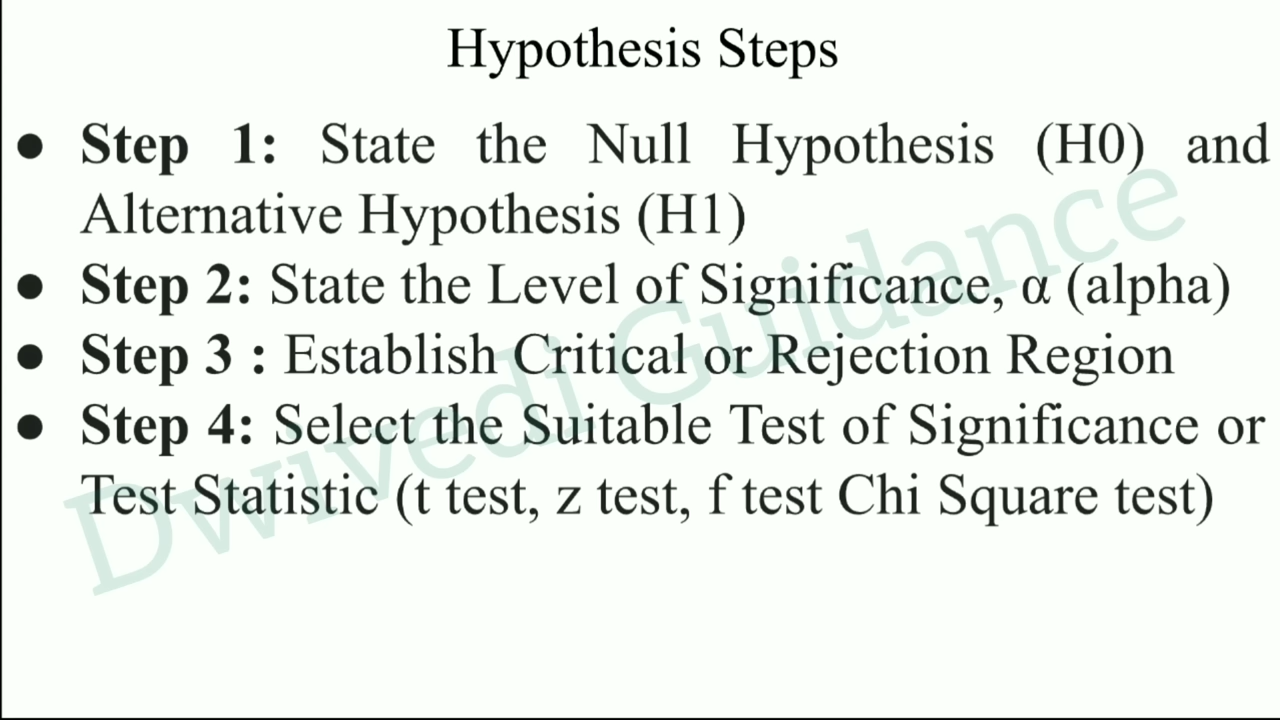 Hypothesis Steps
● Step 1: State the Null Hypothesis (H0) and
Alternative Hypothesis (H1)
● Step 2: State the Level of Significance, α (alpha)
● Step 3 : Establish Critical or Rejection Region
● Step 4: Select the Suitable Test of Significance or
Test Statistic (t test, z test, f test Chi Square test)
Dwivedi Guidance